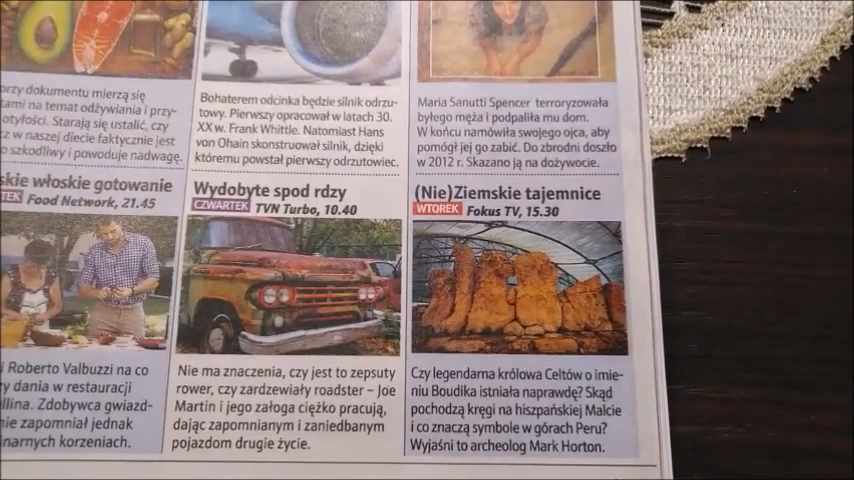 orzy dokumentu mierzą się
tami na temat odżywiania i przy-
otyłości. Starają się ustalić, czy
cz w naszej diecie faktycznie jest
o szkodliwy i powoduje nadwagę.
Bohaterem odcinka będzie silnik odrzu-
towy. Pierwszy opracował w latach 30.
XX w. Frank Whittle. Natomiast Hans
von Ohain skonstruował silnik, dzięki
któremu powstał pierwszy odrzutowiec.
Maria Sanutti Spencer terroryzowała
byłego męża i podpaliła mu dom.
W końcu namówiła swojego ojca, aby
pomógł jej go zabić. Do zbrodni doszło
w 2012 r. Skazano ją na dożywocie.
skie włoskie gotowanie
TEK Food Network, 21.45
i Roberto Valbuzzi na co
y dania w restauracji
llina. Zdobywca gwiazd-
nie zapomniał jednak
inarnych korzeniach.
Wydobyte spod rdzy
CZWARTEK TVN Turbo, 10.40
Nie ma znaczenia, czy jest to zepsuty
rower, czy zardzewiały roadster – Joe
Martin i jego załoga ciężko pracują,
dając zapomnianym i zaniedbanym
pojazdom drugie życie.
(Nie)Ziemskie tajemnice
WTOREK Fokus TV, 15.30
Czy legendarna królowa Celtów o imie-
niu Boudika istniała naprawdę? Skąd
pochodzą kręgi na hiszpańskiej Malcie
i co znaczą symbole w górach Peru?
Wyjaśni to archeolog Mark Horton.